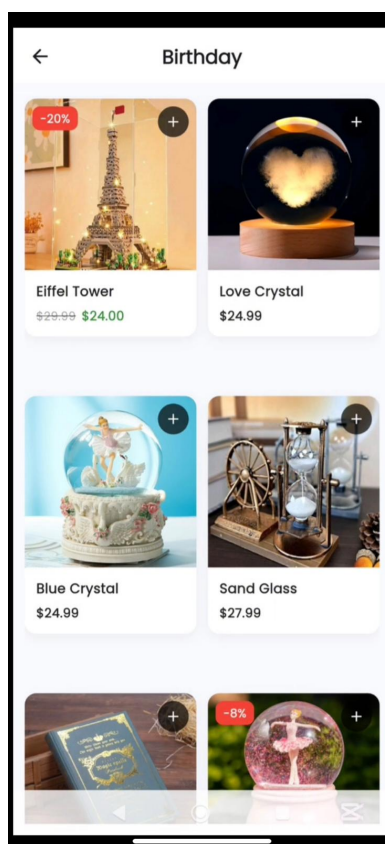 Birthday
-20%
Eiffel Tower
$29.99 $24.00
Love Crystal
$24.99
Blue Crystal
$24.99
Sand Glass
$27.99
-8%